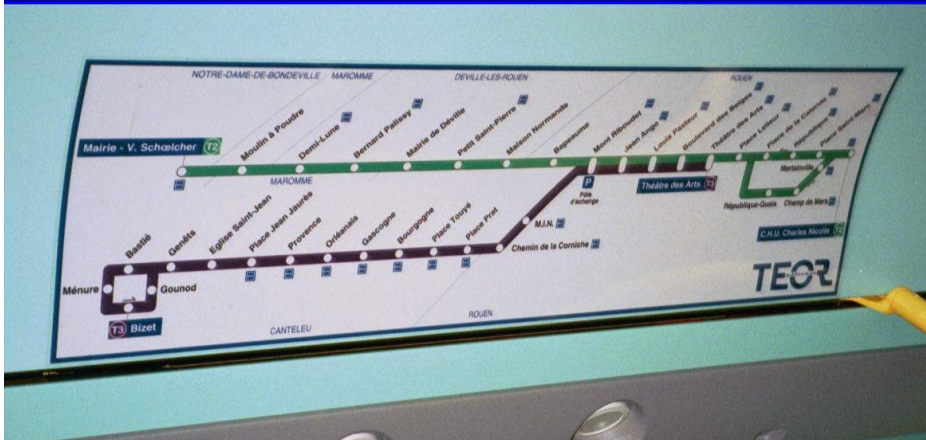 NOTRE-DAME-DE-BONDEVILLE
MAROMME
DEVILLE-LES-ROUEN
ROUEN
Mairie - V. Schœlcher T2
Moulin à Poudre
Demi-Lune
Bernard Palissy
Mairie de Déville
Petit Saint-Pierre
Maison Normande
Bapeaume
Mont Riboudet
Jean Ango
Louis Pasteur
Boulevard des Belges
Théâtre des Arts
Place Lelieur
Place de la Calende
République
Place Saint-Marc
MAROMME
P
Pôle
d'échange
Théâtre des Arts T3
Martainville
République-Quais
Champ de Mars
C.H.U. Charles Nicolle T2
Bastié
Genêts
Eglise Saint-Jean
Place Jean Jaurès
Provence
Orléanais
Gascogne
Bourgogne
Place Touyé
Place Prat
M.I.N.
Chemin de la Corniche
Ménure
Gounod
T3 Bizet
CANTELEU
ROUEN
TEOR